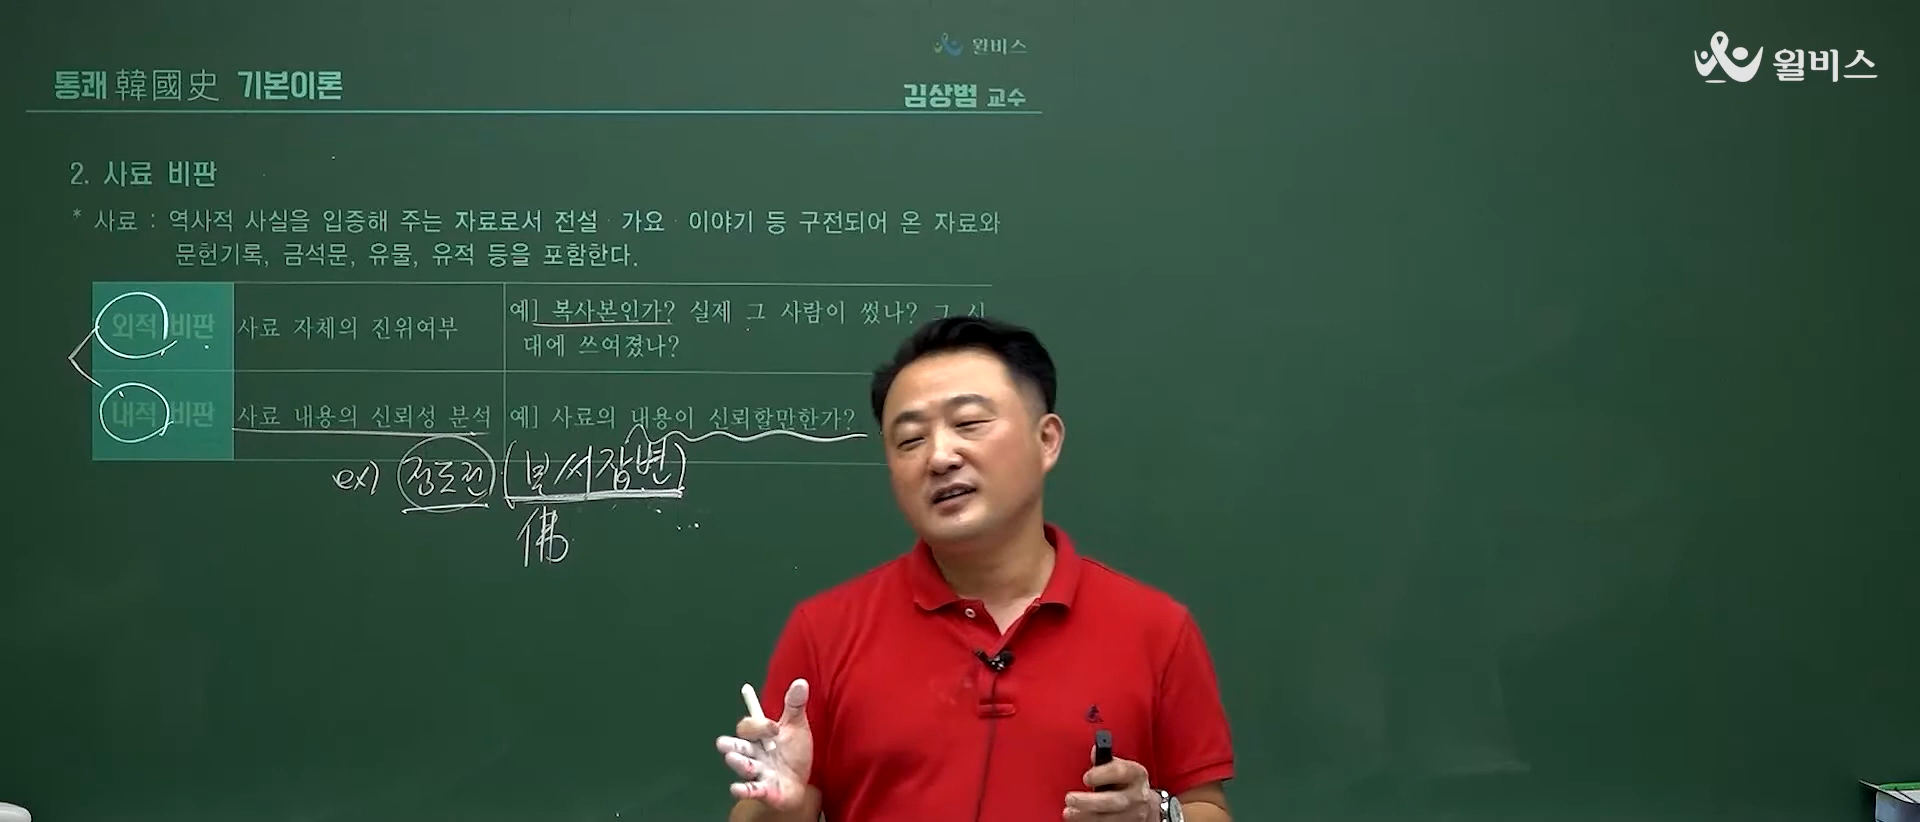 윌비스
윌비스
통쾌 韓國史 기본이론
김상범 교수
2. 사료 비판
* 사료 : 역사적 사실을 입증해 주는 자료로서 전설 · 가요 · 이야기 등 구전되어 온 자료와
문헌기록, 금석문, 유물, 유적 등을 포함한다.
외적 비판 사료 자체의 진위여부 예] 복사본인가? 실제 그 사람이 썼나? 그 시
대에 쓰여졌나?
내적 비판 사료 내용의 신뢰성 분석 예] 사료의 내용이 신뢰할만한가?
ex) 정도전 (불씨잡변)
佛